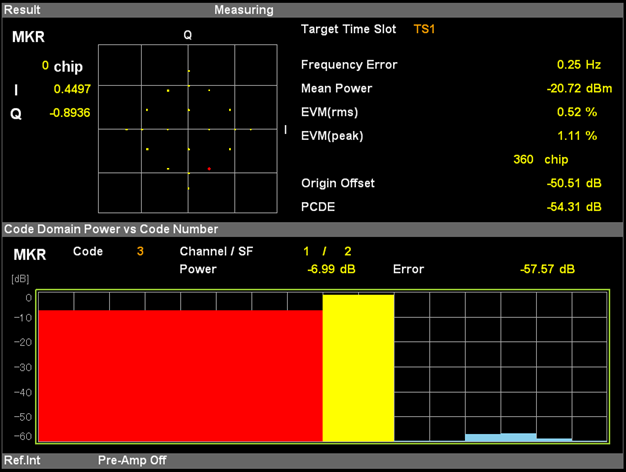 Result Measuring
MKR Q Target Time Slot TS1
0 chip Frequency Error 0.25 Hz
I 0.4497 Mean Power -20.72 dBm
Q -0.8936 EVM(rms) 0.52 %
I EVM(peak) 1.11 %
360 chip
Origin Offset -50.51 dB
PCDE -54.31 dB
Code Domain Power vs Code Number
MKR Code 3 Channel / SF 1 / 2
Power -6.99 dB Error -57.57 dB
[dB]
0
-10
-20
-30
-40
-50
-60
Ref.Int Pre-Amp Off